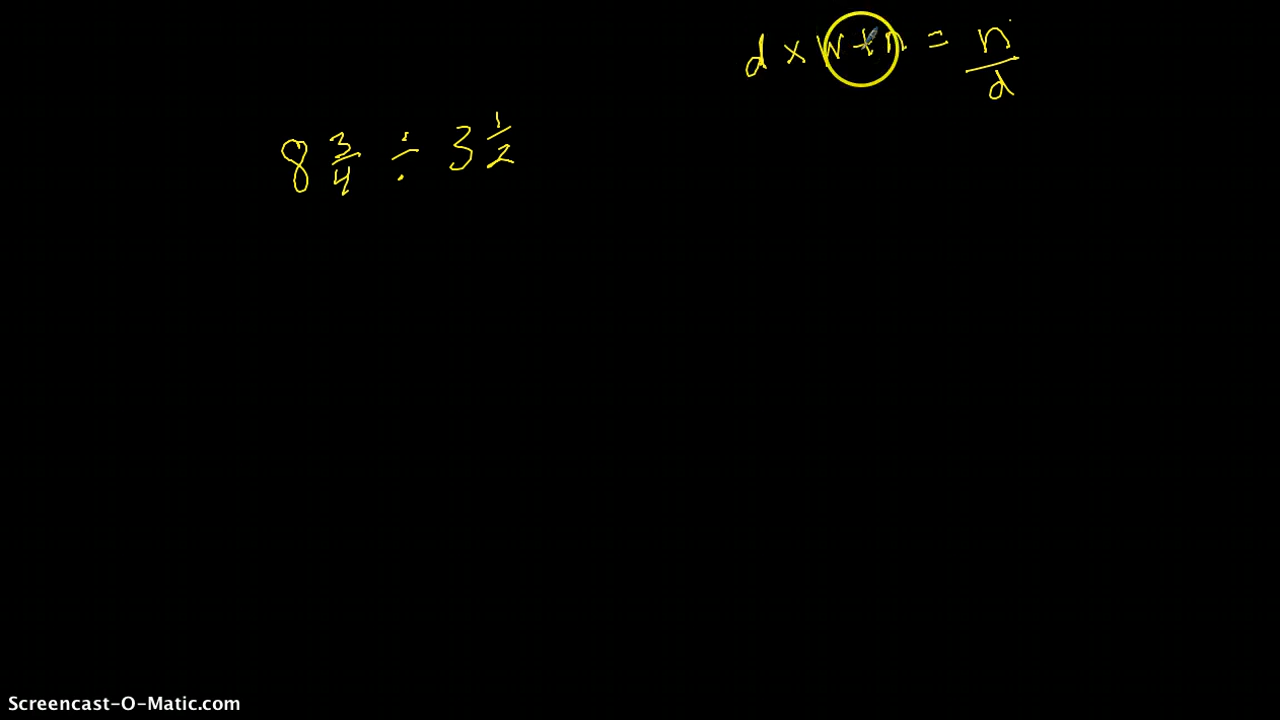 d × w + n = n/d
8 3/4 ÷ 3 1/2
Screencast-O-Matic.com